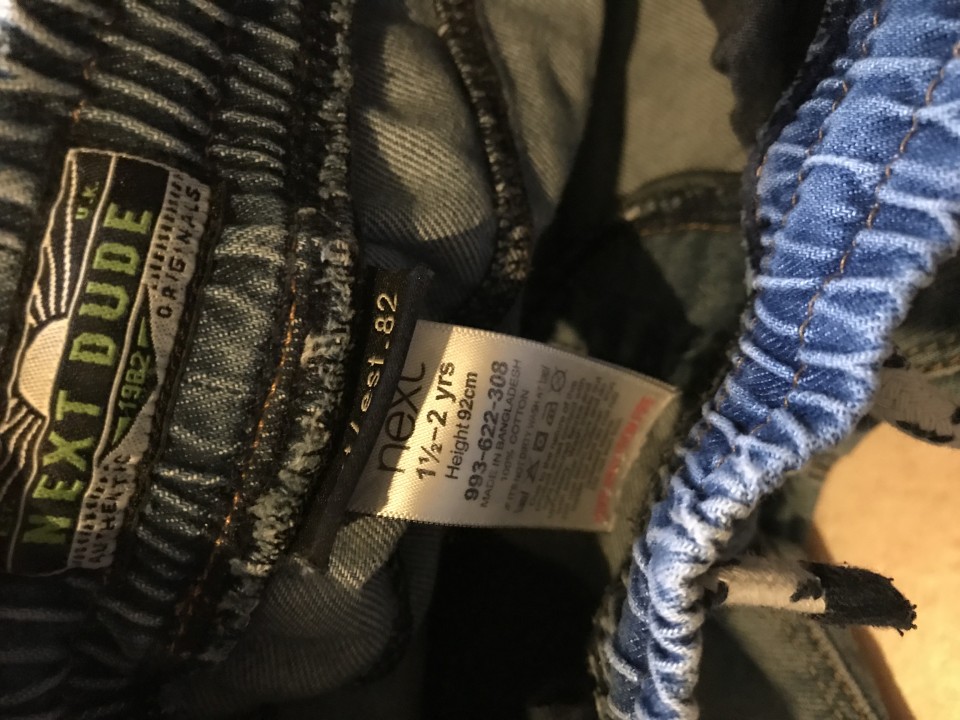 U.K.
NEXT DUDE
1982
AUTHENTIC ORIGINALS
est.82
next
1½-2 yrs
Height 92cm
993-622-308
MADE IN BANGLADESH
100% COTTON